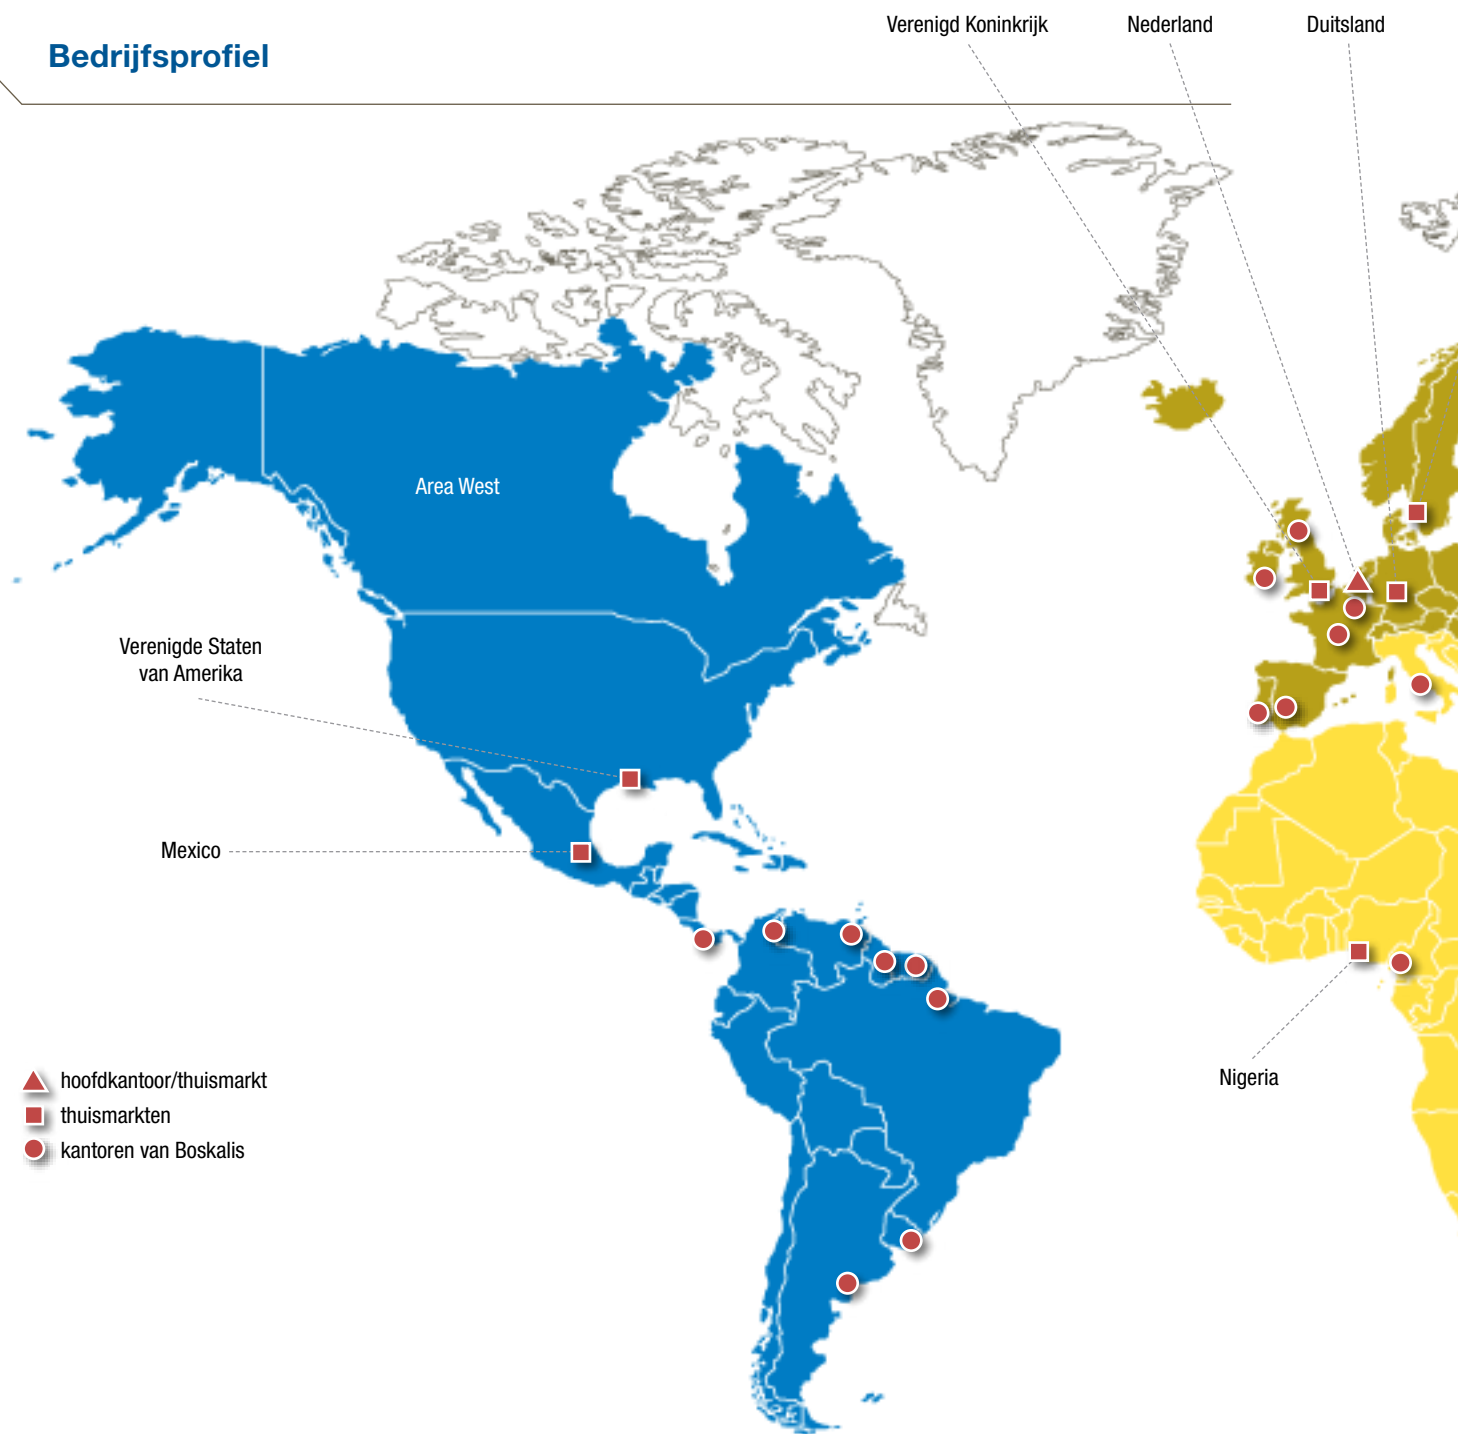 Verenigd Koninkrijk
Nederland
Duitsland
Bedrijfsprofiel
Area West
Verenigde Staten
van Amerika
Mexico
Nigeria
hoofdkantoor/thuismarkt
thuismarkten
kantoren van Boskalis